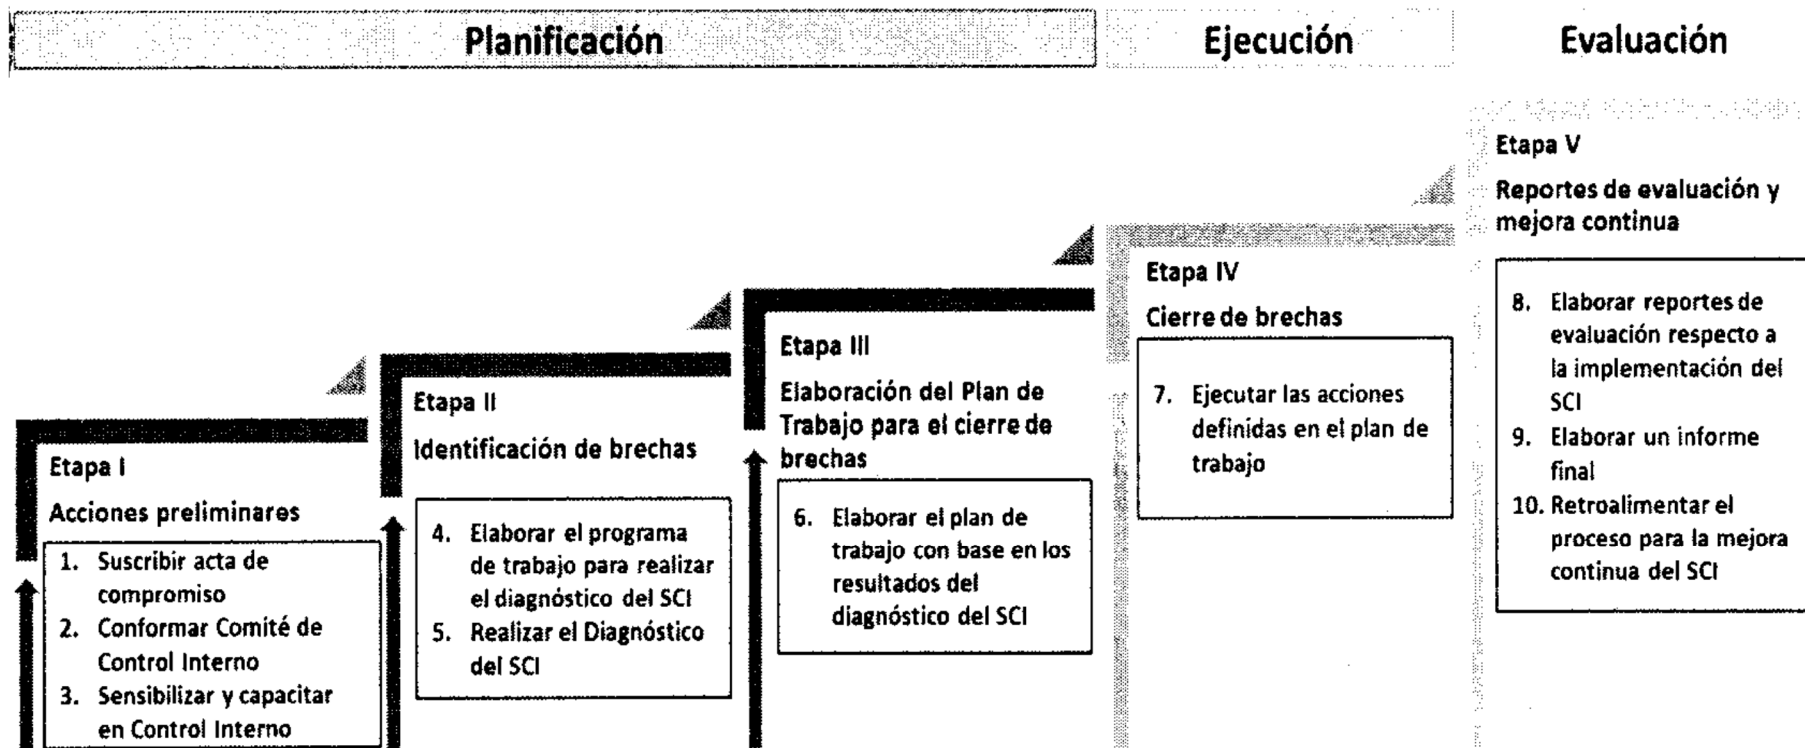 Planificación
Ejecución
Evaluación
Etapa I
Acciones preliminares
1. Suscribir acta de
compromiso
2. Conformar Comité de
Control Interno
3. Sensibilizar y capacitar
en Control Interno
Etapa II
Identificación de brechas
4. Elaborar el programa
de trabajo para realizar
el diagnóstico del SCI
5. Realizar el Diagnóstico
del SCI
Etapa III
Elaboración del Plan de
Trabajo para el cierre de
brechas
6. Elaborar el plan de
trabajo con base en los
resultados del
diagnóstico del SCI
Etapa IV
Cierre de brechas
7. Ejecutar las acciones
definidas en el plan de
trabajo
Etapa V
Reportes de evaluación y
mejora continua
8. Elaborar reportes de
evaluación respecto a
la implementación del
SCI
9. Elaborar un informe
final
10. Retroalimentar el
proceso para la mejora
continua del SCI